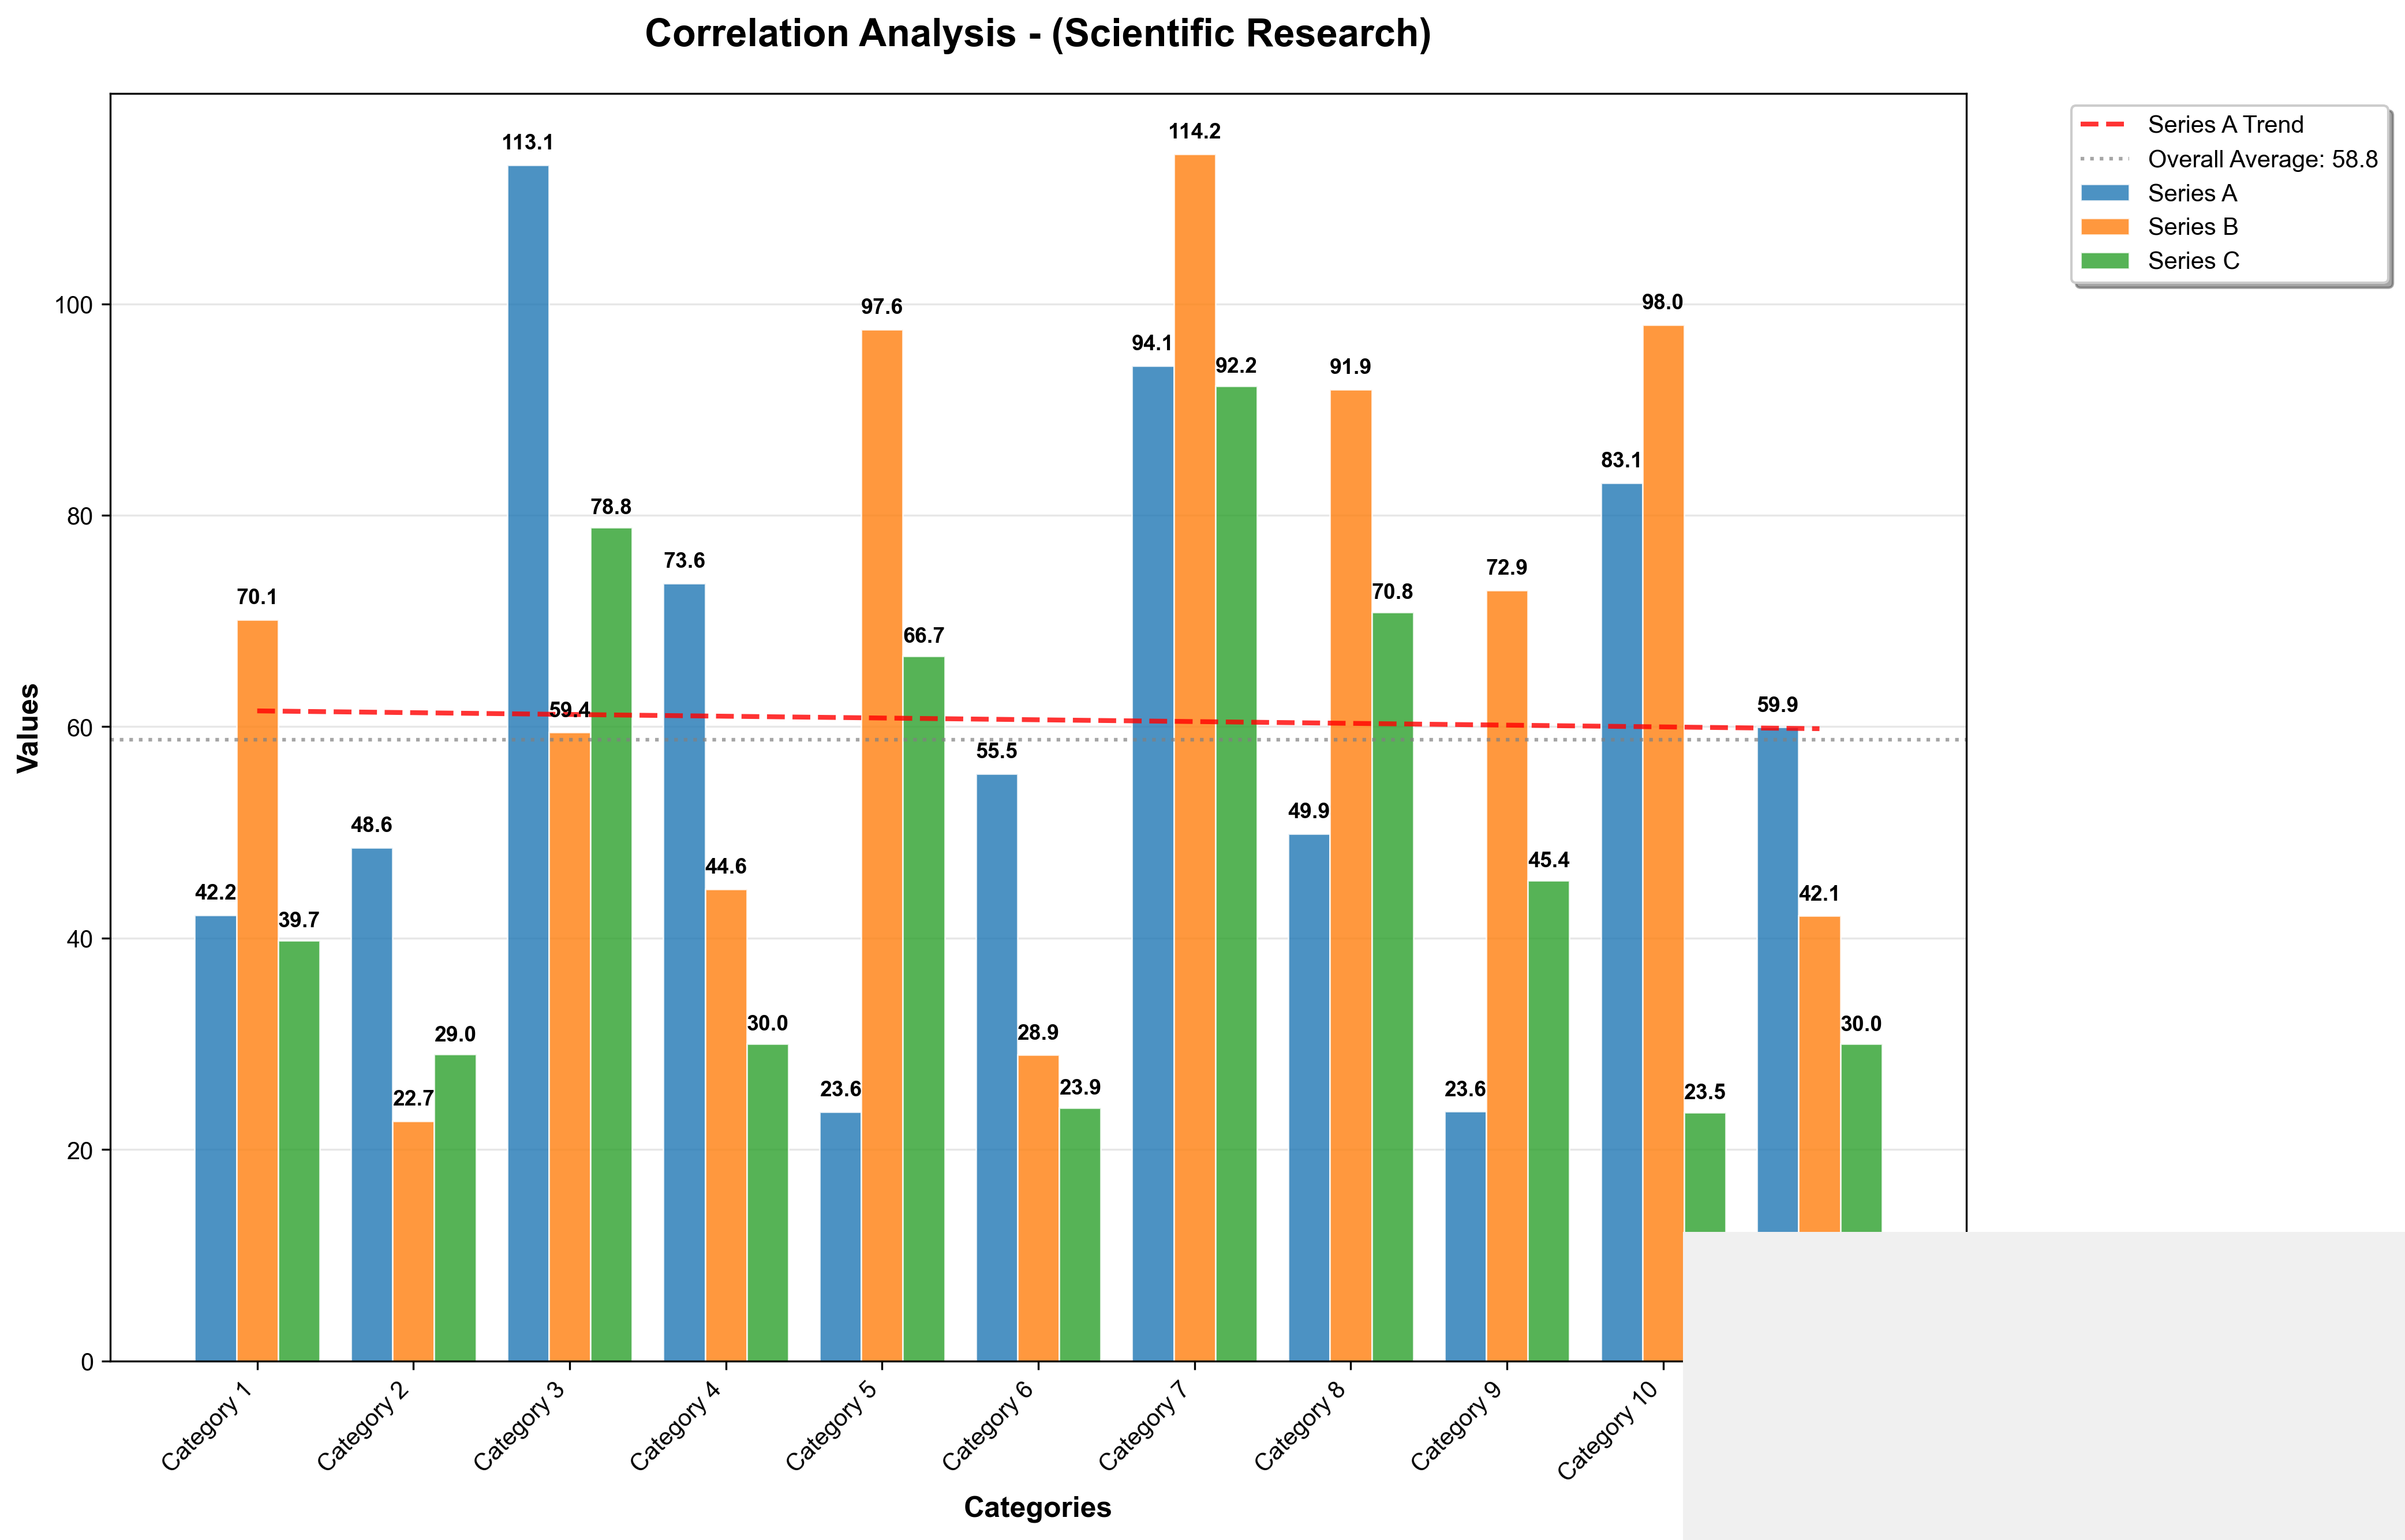 Correlation Analysis - (Scientific Research)
Series A Trend
Overall Average: 58.8
Series A
Series B
Series C
Values
100
80
60
40
20
0
42.2
70.1
39.7
48.6
22.7
29.0
113.1
59.4
78.8
73.6
44.6
30.0
23.6
97.6
66.7
55.5
28.9
23.9
94.1
114.2
92.2
49.9
91.9
70.8
23.6
72.9
45.4
83.1
98.0
23.5
59.9
42.1
30.0
Category 1
Category 2
Category 3
Category 4
Category 5
Category 6
Category 7
Category 8
Category 9
Category 10
Categories